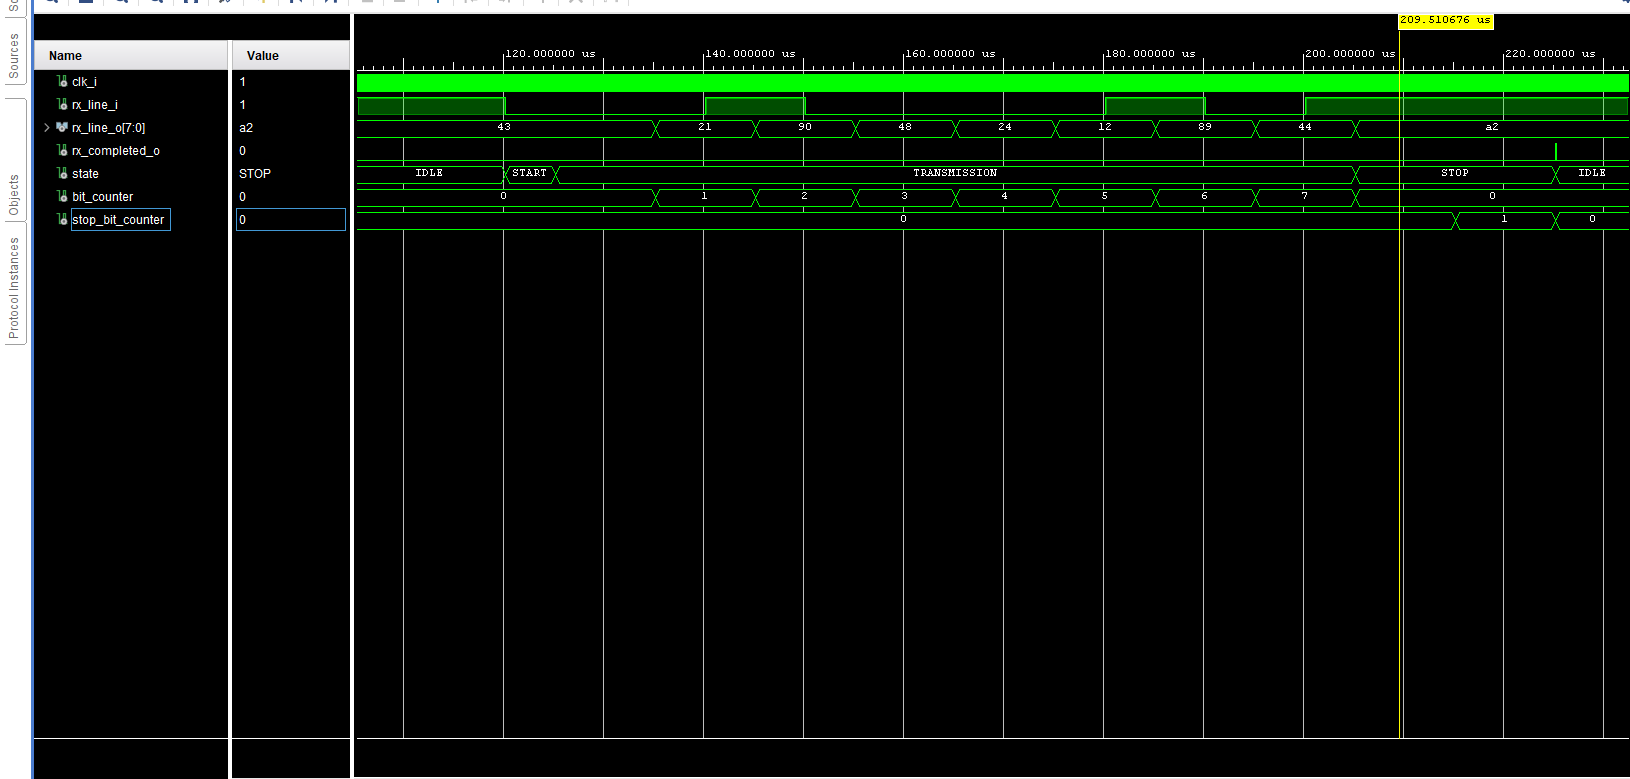 209.510676 us
Name Value
120.000000 us 140.000000 us 160.000000 us 180.000000 us 200.000000 us 220.000000 us
clk_i 1
rx_line_i 1
rx_line_o[7:0] a2 43 21 90 48 24 12 89 44 a2
rx_completed_o 0
state STOP IDLE START TRANSMISSION STOP IDLE
bit_counter 0 0 1 2 3 4 5 6 7 0
stop_bit_counter 0 0 1 0
Sources
Objects
Protocol Instances